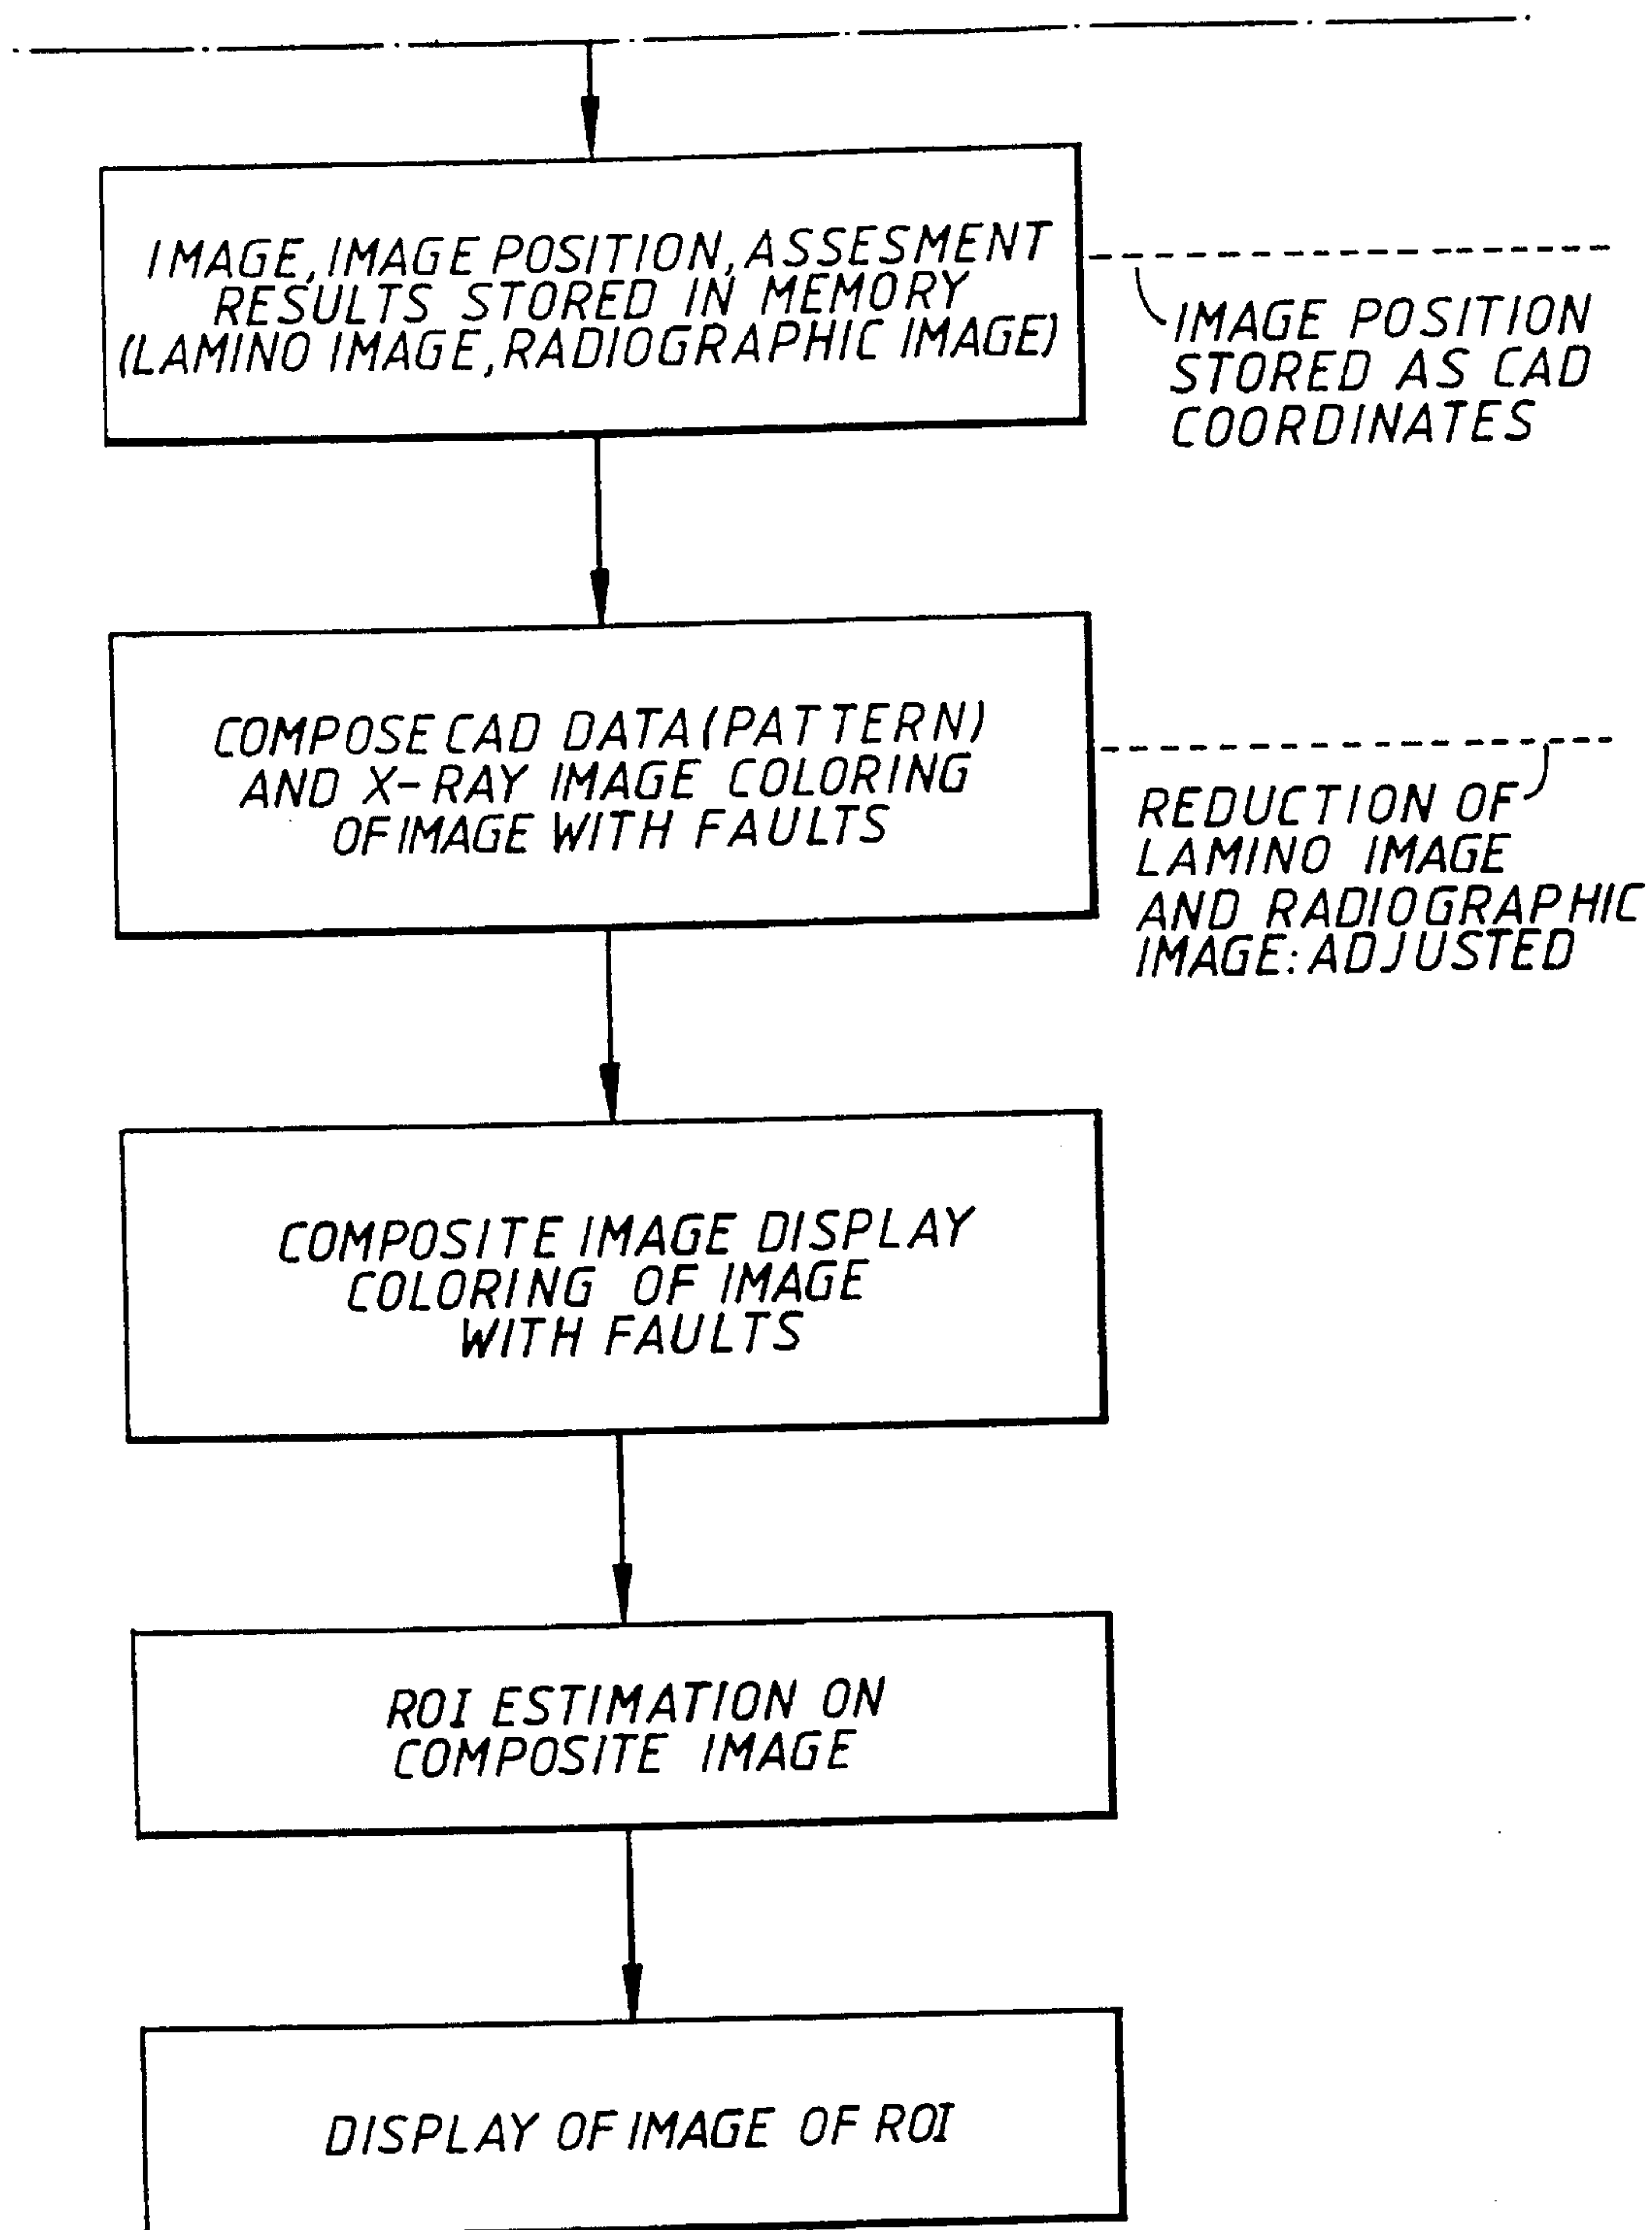 IMAGE, IMAGE POSITION, ASSESMENT
RESULTS STORED IN MEMORY
(LAMINO IMAGE, RADIOGRAPHIC IMAGE)
IMAGE POSITION
STORED AS CAD
COORDINATES
COMPOSE CAD DATA (PATTERN)
AND X-RAY IMAGE COLORING
OF IMAGE WITH FAULTS
REDUCTION OF
LAMINO IMAGE
AND RADIOGRAPHIC
IMAGE: ADJUSTED
COMPOSITE IMAGE DISPLAY
COLORING OF IMAGE
WITH FAULTS
ROI ESTIMATION ON
COMPOSITE IMAGE
DISPLAY OF IMAGE OF ROI